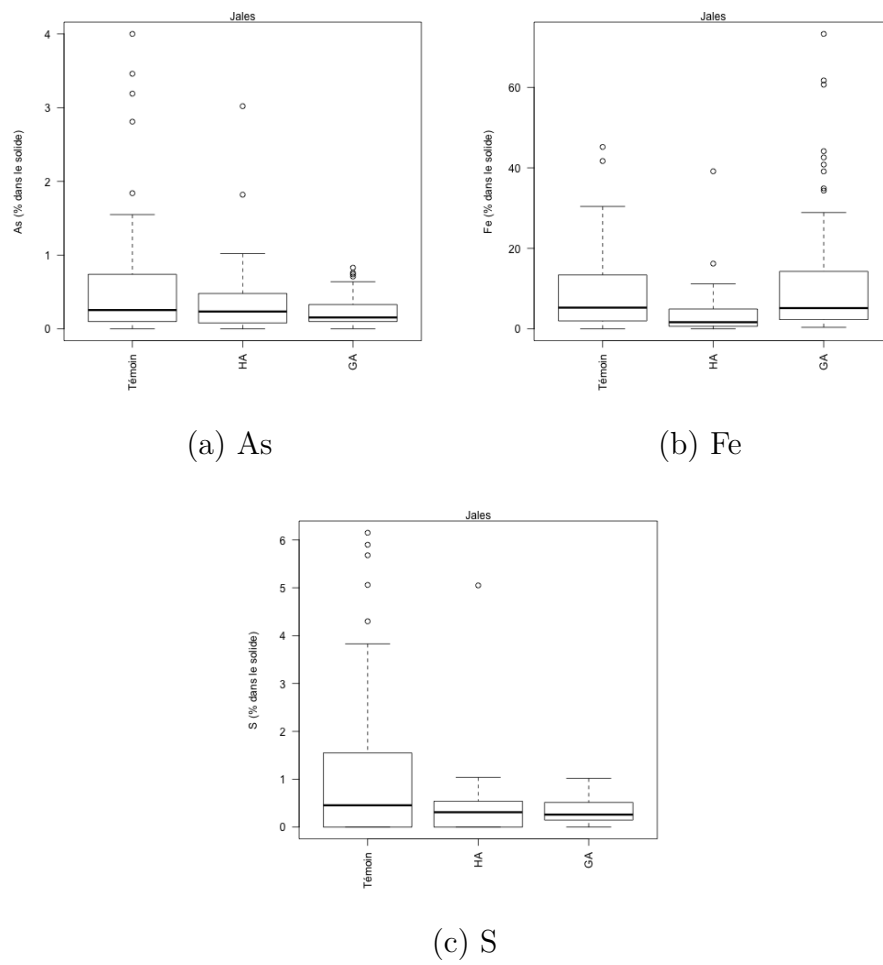 Jales
As (% dans le solide)
4
3
2
1
0
Témoin
HA
GA
(a) As
Jales
Fe (% dans le solide)
60
40
20
0
Témoin
HA
GA
(b) Fe
Jales
S (% dans le solide)
6
5
4
3
2
1
0
Témoin
HA
GA
(c) S